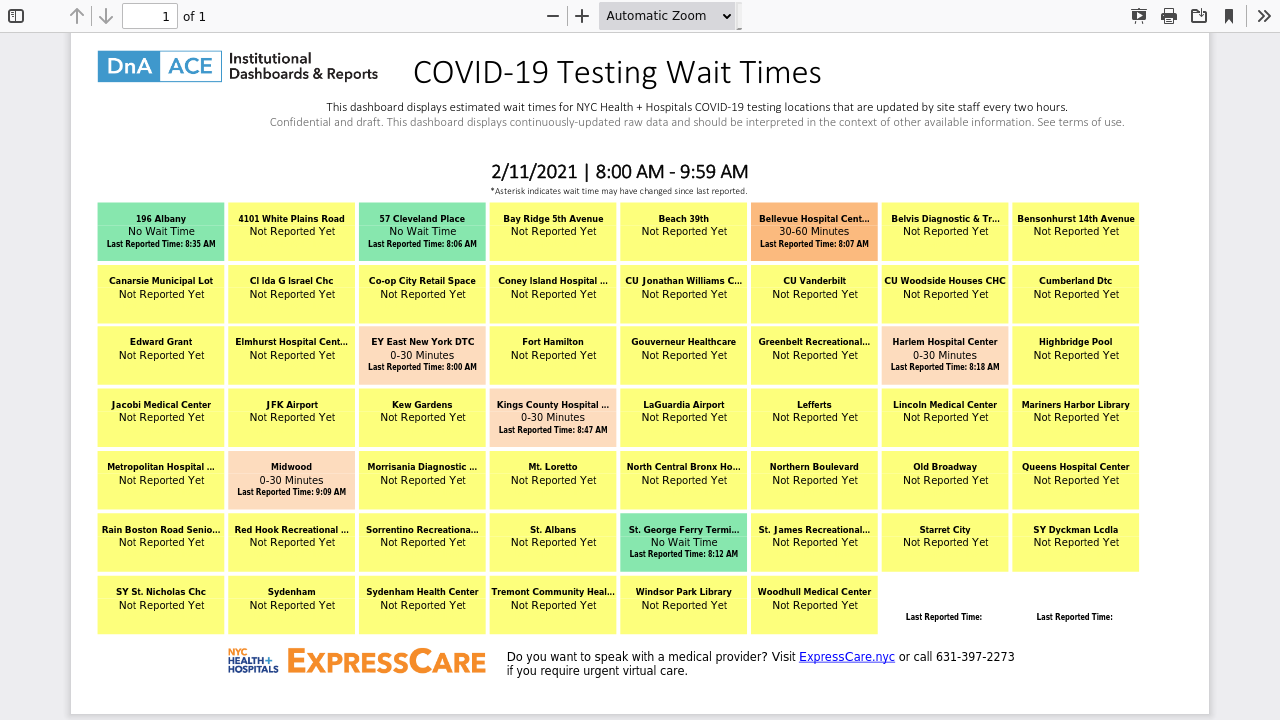 1 of 1
Automatic Zoom
DnA ACE Institutional
Dashboards & Reports
COVID-19 Testing Wait Times
This dashboard displays estimated wait times for NYC Health + Hospitals COVID-19 testing locations that are updated by site staff every two hours.
Confidential and draft. This dashboard displays continuously-updated raw data and should be interpreted in the context of other available information. See terms of use.
2/11/2021 | 8:00 AM - 9:59 AM
*Asterisk indicates wait time may have changed since last reported.
196 Albany
No Wait Time
Last Reported Time: 8:35 AM
4101 White Plains Road
Not Reported Yet
57 Cleveland Place
No Wait Time
Last Reported Time: 8:06 AM
Bay Ridge 5th Avenue
Not Reported Yet
Beach 39th
Not Reported Yet
Bellevue Hospital Cent...
30-60 Minutes
Last Reported Time: 8:07 AM
Belvis Diagnostic & Tr...
Not Reported Yet
Bensonhurst 14th Avenue
Not Reported Yet
Canarsie Municipal Lot
Not Reported Yet
CI Ida G Israel Chc
Not Reported Yet
Co-op City Retail Space
Not Reported Yet
Coney Island Hospital ...
Not Reported Yet
CU Jonathan Williams C...
Not Reported Yet
CU Vanderbilt
Not Reported Yet
CU Woodside Houses CHC
Not Reported Yet
Cumberland Dtc
Not Reported Yet
Edward Grant
Not Reported Yet
Elmhurst Hospital Cent...
Not Reported Yet
EY East New York DTC
0-30 Minutes
Last Reported Time: 8:00 AM
Fort Hamilton
Not Reported Yet
Gouverneur Healthcare
Not Reported Yet
Greenbelt Recreational...
Not Reported Yet
Harlem Hospital Center
0-30 Minutes
Last Reported Time: 8:18 AM
Highbridge Pool
Not Reported Yet
Jacobi Medical Center
Not Reported Yet
JFK Airport
Not Reported Yet
Kew Gardens
Not Reported Yet
Kings County Hospital ...
0-30 Minutes
Last Reported Time: 8:47 AM
LaGuardia Airport
Not Reported Yet
Lefferts
Not Reported Yet
Lincoln Medical Center
Not Reported Yet
Mariners Harbor Library
Not Reported Yet
Metropolitan Hospital ...
Not Reported Yet
Midwood
0-30 Minutes
Last Reported Time: 9:09 AM
Morrisania Diagnostic ...
Not Reported Yet
Mt. Loretto
Not Reported Yet
North Central Bronx Ho...
Not Reported Yet
Northern Boulevard
Not Reported Yet
Old Broadway
Not Reported Yet
Queens Hospital Center
Not Reported Yet
Rain Boston Road Senio...
Not Reported Yet
Red Hook Recreational ...
Not Reported Yet
Sorrentino Recreationa...
Not Reported Yet
St. Albans
Not Reported Yet
St. George Ferry Termi...
No Wait Time
Last Reported Time: 8:12 AM
St. James Recreational...
Not Reported Yet
Starret City
Not Reported Yet
SY Dyckman Lcdla
Not Reported Yet
SY St. Nicholas Chc
Not Reported Yet
Sydenham
Not Reported Yet
Sydenham Health Center
Not Reported Yet
Tremont Community Heal...
Not Reported Yet
Windsor Park Library
Not Reported Yet
Woodhull Medical Center
Not Reported Yet
Last Reported Time:
Last Reported Time:
NYC
HEALTH+
HOSPITALS
EXPRESSCARE
Do you want to speak with a medical provider? Visit ExpressCare.nyc or call 631-397-2273
if you require urgent virtual care.